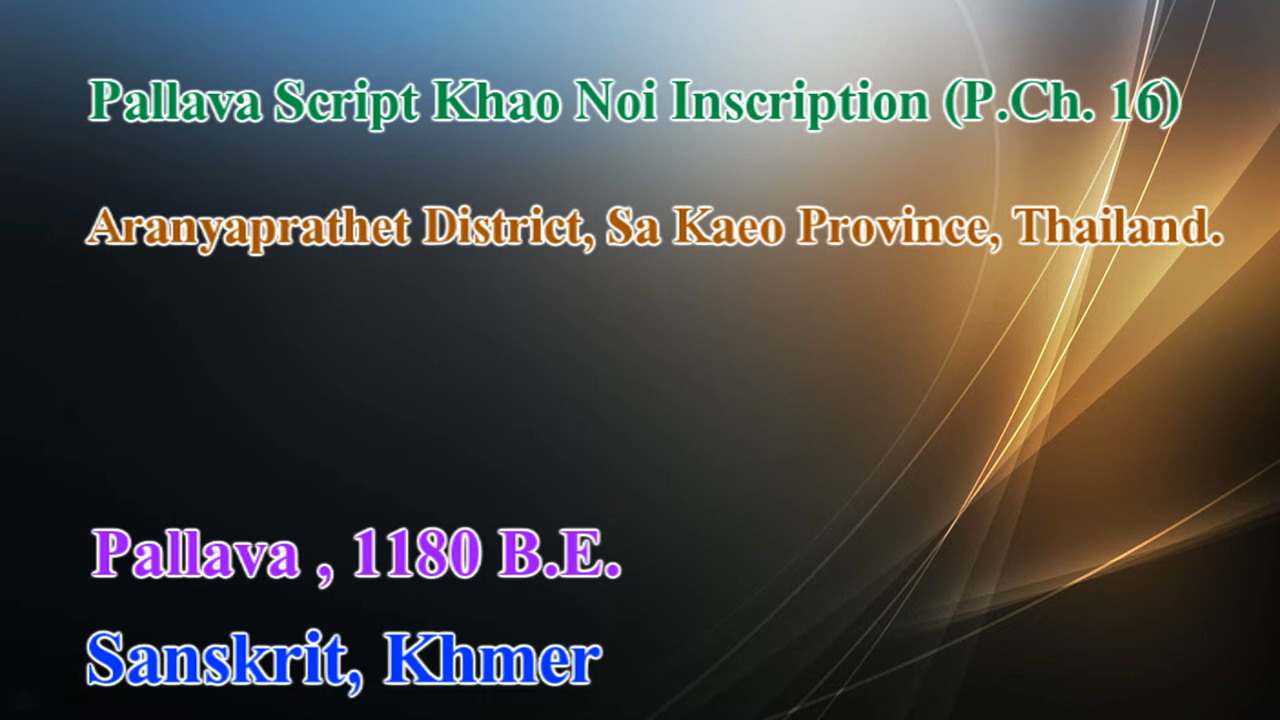 Pallava Script Khao Noi Inscription (P.Ch. 16)
Aranyaprathet District, Sa Kaeo Province, Thailand.
Pallava , 1180 B.E.
Sanskrit, Khmer